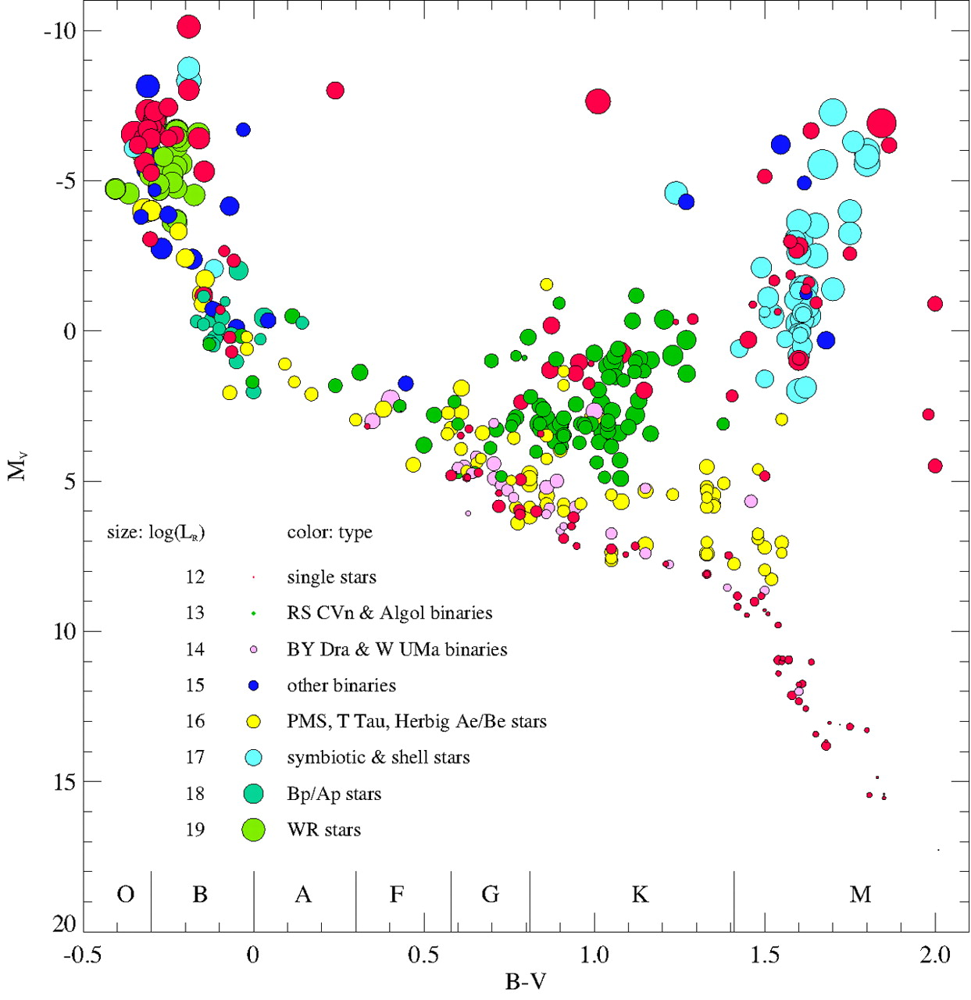 -10
-5
0
5
10
15
20
M_V
size: log(L_R) color: type
12 single stars
13 RS CVn & Algol binaries
14 BY Dra & W UMa binaries
15 other binaries
16 PMS, T Tau, Herbig Ae/Be stars
17 symbiotic & shell stars
18 Bp/Ap stars
19 WR stars
O B A F G K M
-0.5 0 0.5 1.0 1.5 2.0
B-V